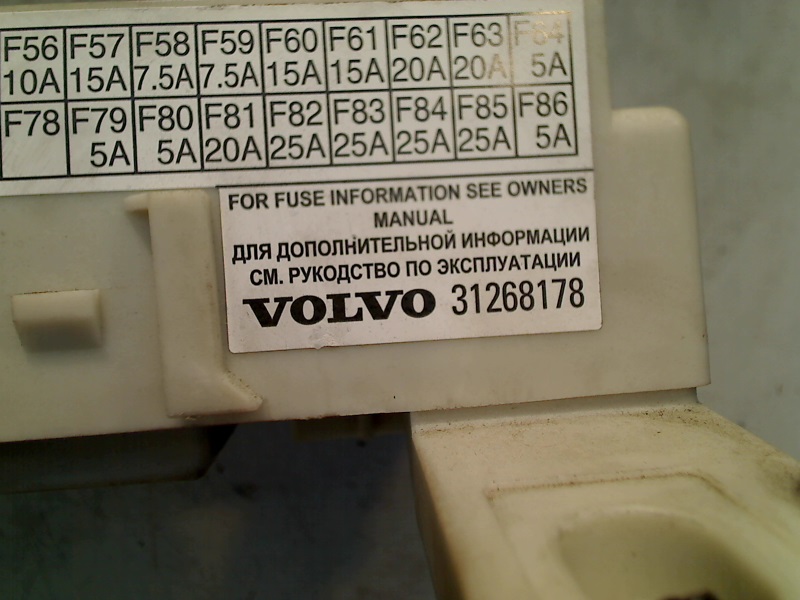 F56 F57 F58 F59 F60 F61 F62 F63 F64
10A 15A 7.5A 7.5A 15A 15A 20A 20A 5A
F78 F79 F80 F81 F82 F83 F84 F85 F86
5A 5A 20A 25A 25A 25A 25A 5A
FOR FUSE INFORMATION SEE OWNERS
MANUAL
ДЛЯ ДОПОЛНИТЕЛЬНОЙ ИНФОРМАЦИИ
СМ. РУКОДСТВО ПО ЭКСПЛУАТАЦИИ
VOLVO 31268178